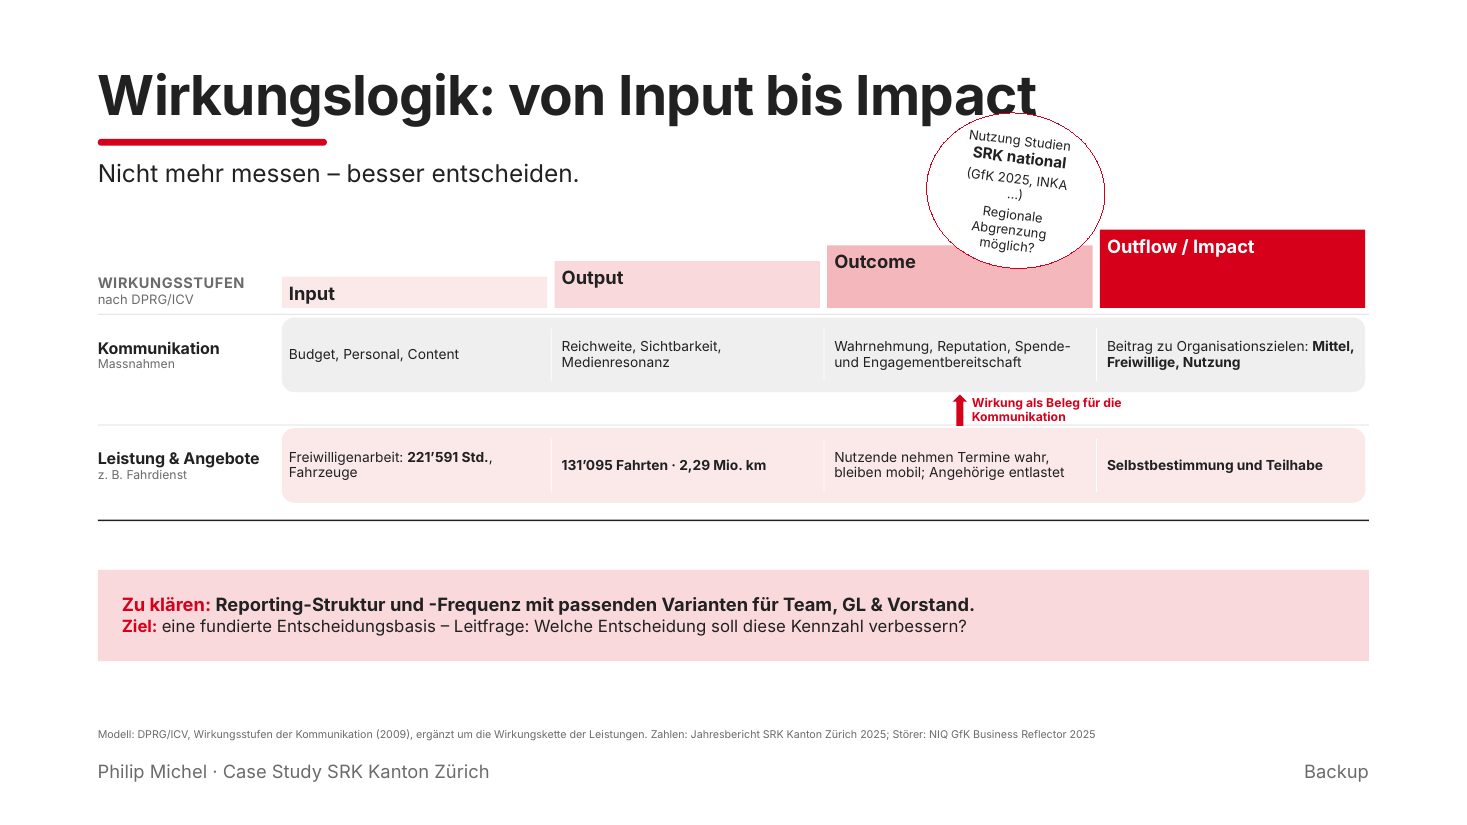 Wirkungslogik: von Input bis Impact
Nicht mehr messen – besser entscheiden.
Nutzung Studien
SRK national
(GfK 2025, INKA
...)
Regionale
Abgrenzung
möglich?
WIRKUNGSSTUFEN
nach DPRG/ICV
Input
Output
Outcome
Outflow / Impact
Kommunikation
Massnahmen
Budget, Personal, Content
Reichweite, Sichtbarkeit,
Medienresonanz
Wahrnehmung, Reputation, Spende-
und Engagementbereitschaft
Beitrag zu Organisationszielen: Mittel,
Freiwillige, Nutzung
Wirkung als Beleg für die
Kommunikation
Leistung & Angebote
z. B. Fahrdienst
Freiwilligenarbeit: 221’591 Std.,
Fahrzeuge
131’095 Fahrten · 2,29 Mio. km
Nutzende nehmen Termine wahr,
bleiben mobil; Angehörige entlastet
Selbstbestimmung und Teilhabe
Zu klären: Reporting-Struktur und -Frequenz mit passenden Varianten für Team, GL & Vorstand.
Ziel: eine fundierte Entscheidungsbasis – Leitfrage: Welche Entscheidung soll diese Kennzahl verbessern?
Modell: DPRG/ICV, Wirkungsstufen der Kommunikation (2009), ergänzt um die Wirkungskette der Leistungen. Zahlen: Jahresbericht SRK Kanton Zürich 2025; Störer: NIQ GfK Business Reflector 2025
Philip Michel · Case Study SRK Kanton Zürich
Backup